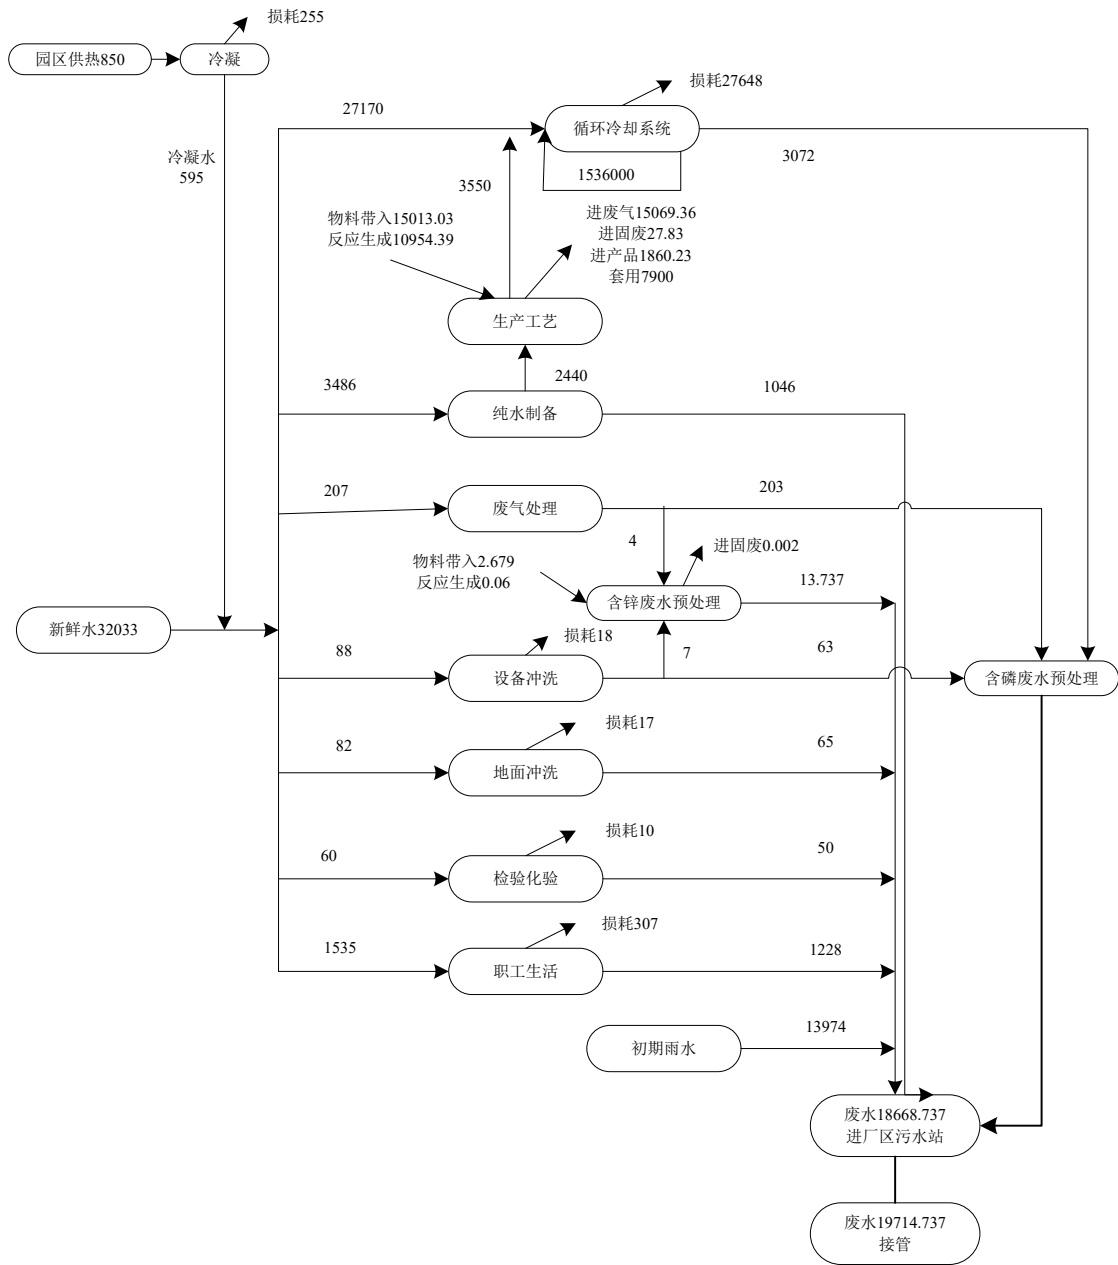 损耗255
园区供热850
冷凝
损耗27648
27170
循环冷却系统
3072
冷凝水
595
1536000
3550
物料带入15013.03
反应生成10954.39
进废气15069.36
进固废27.83
进产品1860.23
套用7900
生产工艺
3486
2440
1046
纯水制备
207
废气处理
203
4
进固废0.002
物料带入2.679
反应生成0.06
13.737
含锌废水预处理
新鲜水32033
损耗18
88
7
63
设备冲洗
含磷废水预处理
损耗17
82
65
地面冲洗
损耗10
60
50
检验化验
损耗307
1535
1228
职工生活
13974
初期雨水
废水18668.737
进厂区污水站
废水19714.737
接管